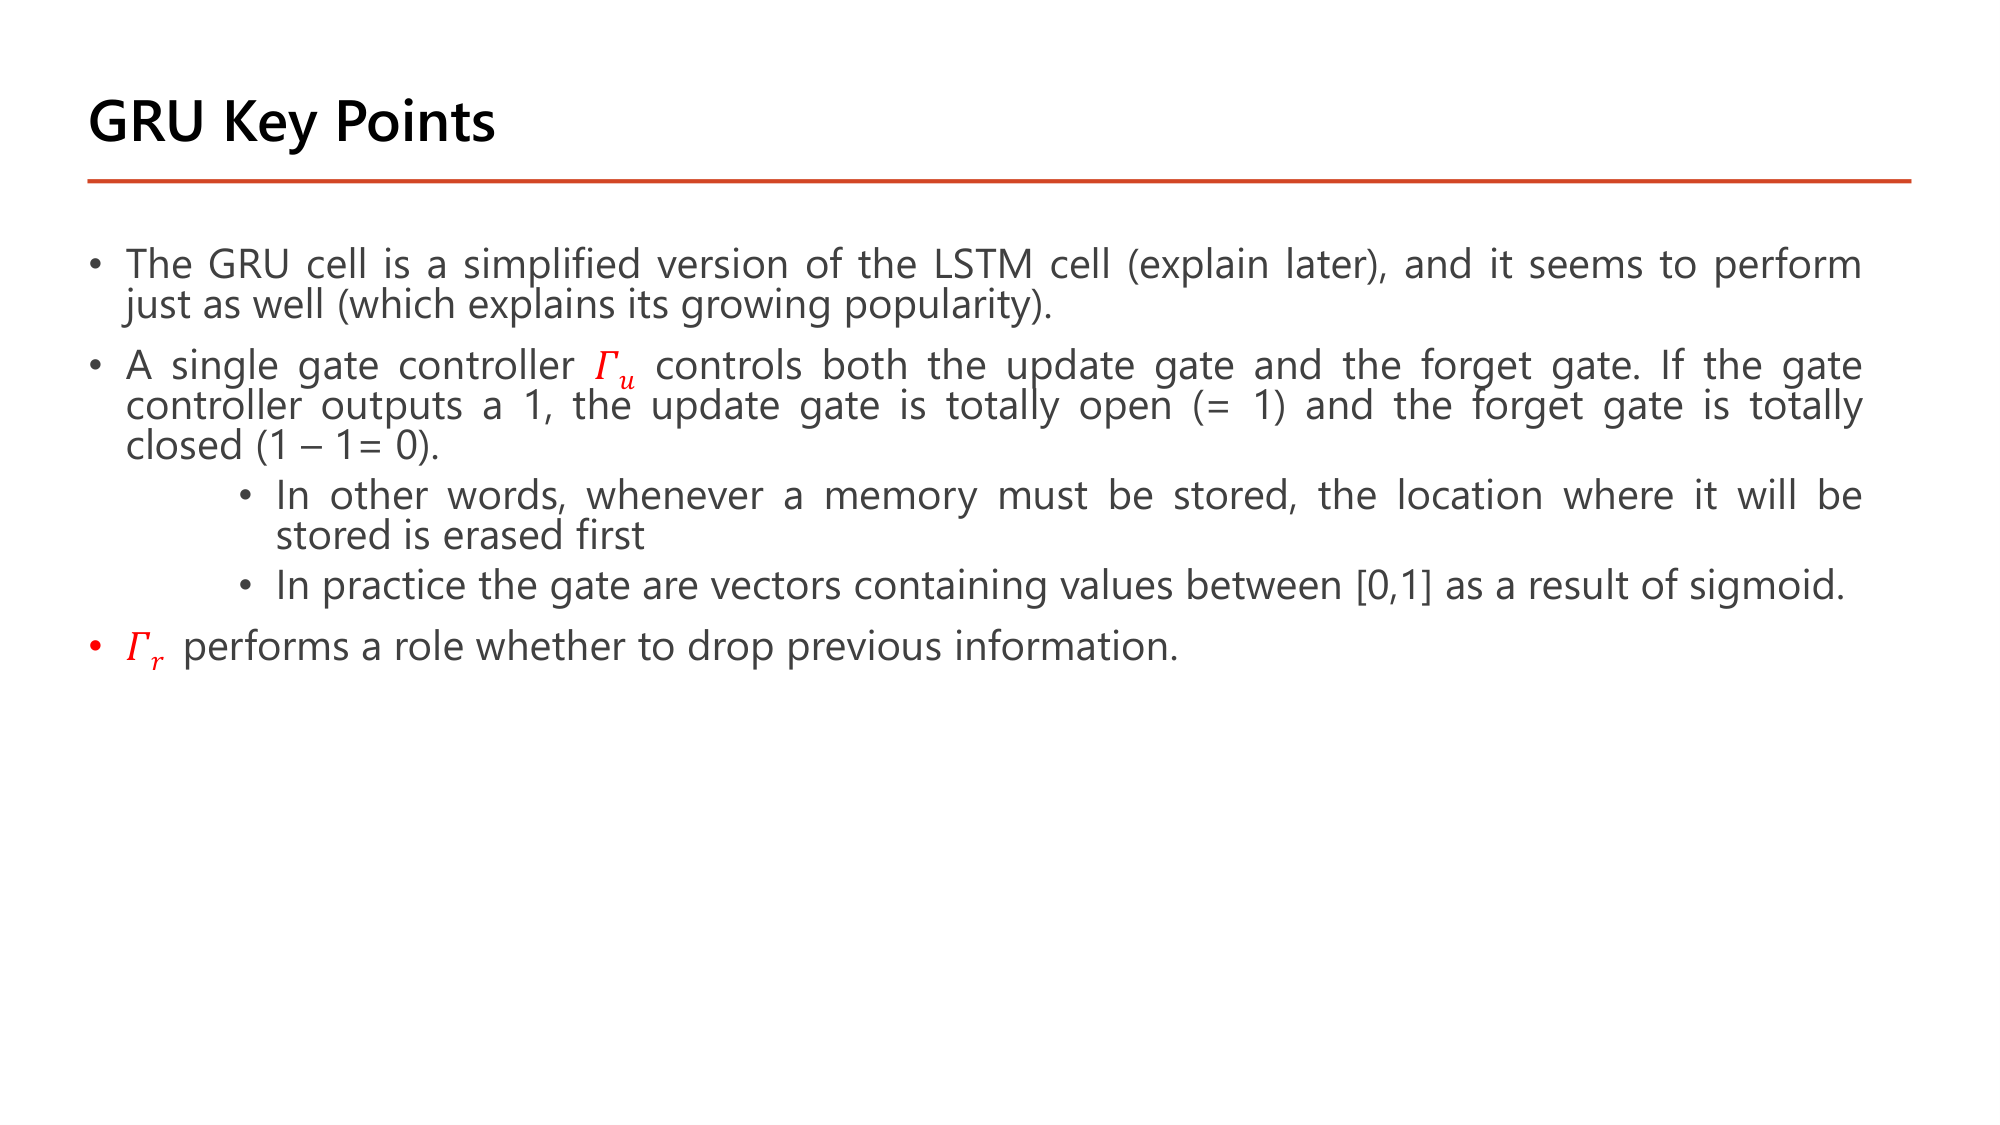 GRU Key Points
• The GRU cell is a simplified version of the LSTM cell (explain later), and it seems to perform
just as well (which explains its growing popularity).
• A single gate controller Γᵤ controls both the update gate and the forget gate. If the gate
controller outputs a 1, the update gate is totally open (= 1) and the forget gate is totally
closed (1 – 1= 0).
• In other words, whenever a memory must be stored, the location where it will be
stored is erased first
• In practice the gate are vectors containing values between [0,1] as a result of sigmoid.
• Γᵣ performs a role whether to drop previous information.